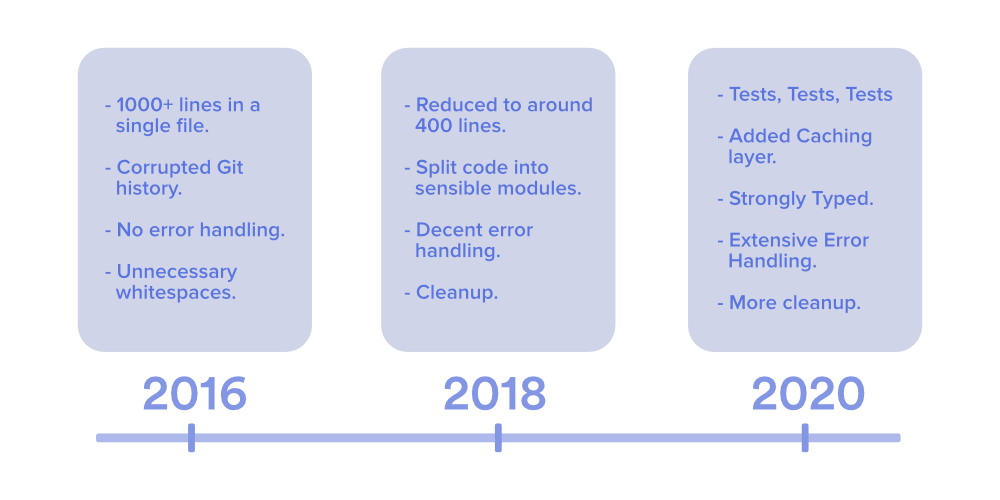 - 1000+ lines in a
single file.
- Corrupted Git
history.
- No error handling.
- Unnecessary
whitespaces.
2016
- Reduced to around
400 lines.
- Split code into
sensible modules.
- Decent error
handling.
- Cleanup.
2018
- Tests, Tests, Tests
- Added Caching
layer.
- Strongly Typed.
- Extensive Error
Handling.
- More cleanup.
2020